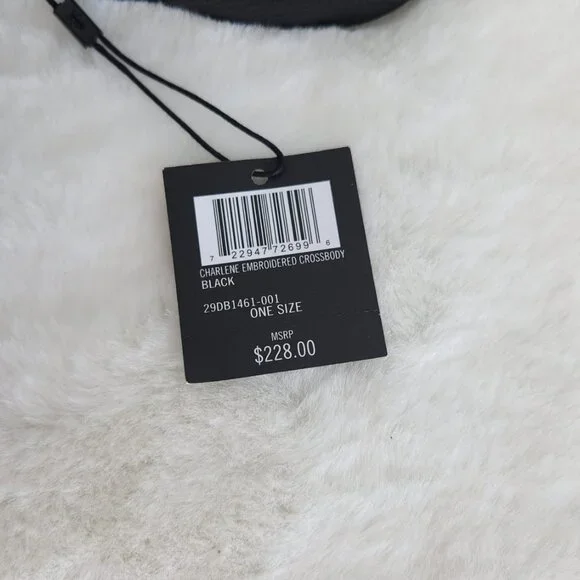 7 22947 72699 6
CHARLENE EMBROIDERED CROSSBODY
BLACK
29DB1461-001
ONE SIZE
MSRP
$228.00